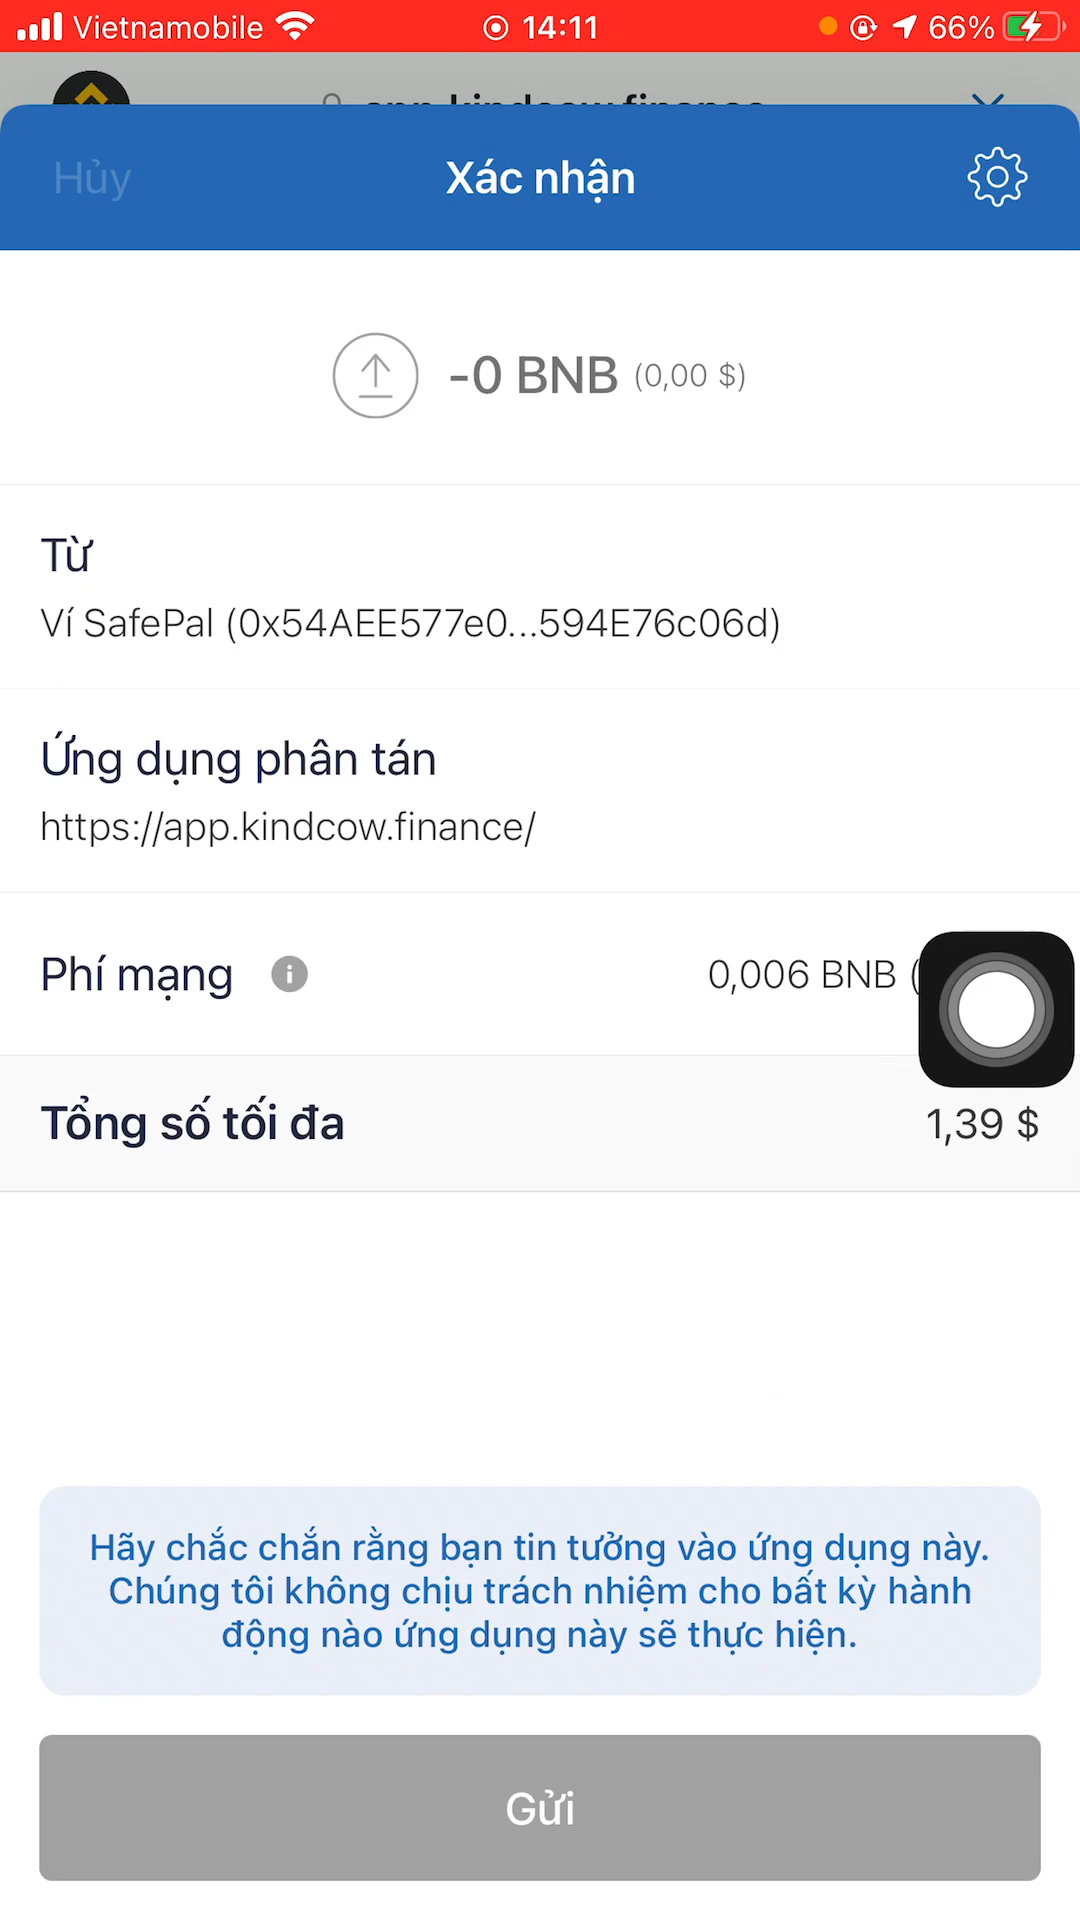 Vietnamobile 14:11 66%
app.kindcow.finance
Hủy Xác nhận
-0 BNB (0,00 $)
Từ
Ví SafePal (0x54AEE577e0...594E76c06d)
Ứng dụng phân tán
https://app.kindcow.finance/
Phí mạng 0,006 BNB (
Tổng số tối đa 1,39 $
Hãy chắc chắn rằng bạn tin tưởng vào ứng dụng này.
Chúng tôi không chịu trách nhiệm cho bất kỳ hành
động nào ứng dụng này sẽ thực hiện.
Gửi